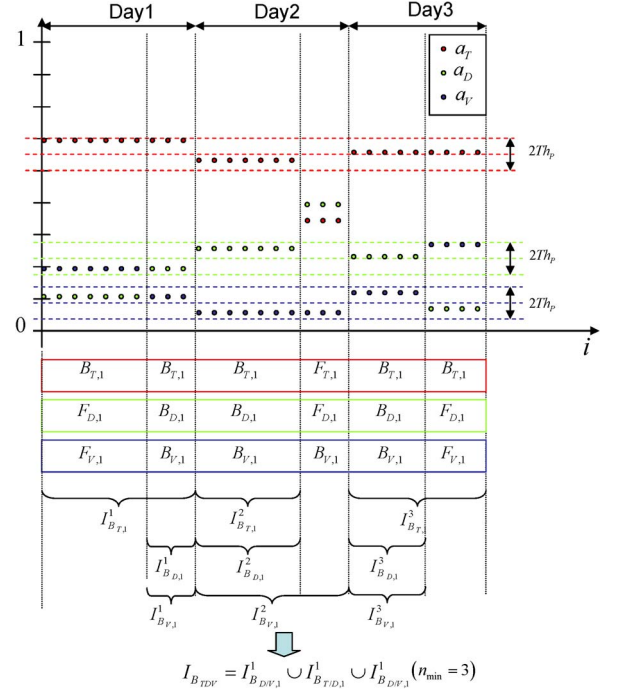 Day1 Day2 Day3
1
a_T
a_D
a_V
2Th_P
2Th_P
2Th_P
0
i
B_{T,1} B_{T,1} B_{T,1} F_{T,1} B_{T,1} B_{T,1}
F_{D,1} B_{D,1} B_{D,1} F_{D,1} B_{D,1} F_{D,1}
F_{V,1} B_{V,1} B_{V,1} B_{V,1} B_{V,1} F_{V,1}
I^1_{B_{T,1}} I^2_{B_{T,1}} I^3_{B_{T,1}}
I^1_{B_{D,1}} I^2_{B_{D,1}} I^3_{B_{D,1}}
I^1_{B_{V,1}} I^2_{B_{V,1}} I^3_{B_{V,1}}
I_{B_{TDV}} = I^1_{B_{D/V,1}} ∪ I^1_{B_{T/D,1}} ∪ I^1_{B_{D/V,1}} (n_{min} = 3)